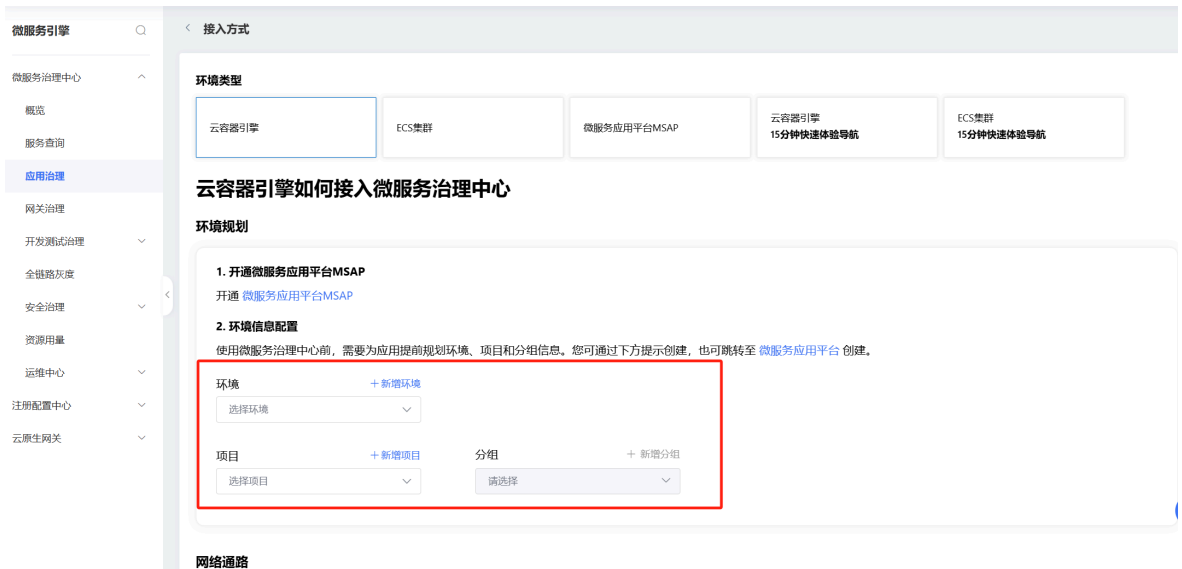 微服务引擎
微服务治理中心
概览
服务查询
应用治理
网关治理
开发测试治理
全链路灰度
安全治理
资源用量
运维中心
注册配置中心
云原生网关
接入方式
环境类型
云容器引擎
ECS集群
微服务应用平台MSAP
云容器引擎
15分钟快速体验导航
ECS集群
15分钟快速体验导航
云容器引擎如何接入微服务治理中心
环境规划
1. 开通微服务应用平台MSAP
开通 微服务应用平台MSAP
2. 环境信息配置
使用微服务治理中心前，需要为应用提前规划环境、项目和分组信息。您可通过下方提示创建，也可跳转至 微服务应用平台 创建。
环境 ＋新增环境
选择环境
项目 ＋新增项目 分组 ＋ 新增分组
选择项目 请选择
网络通路